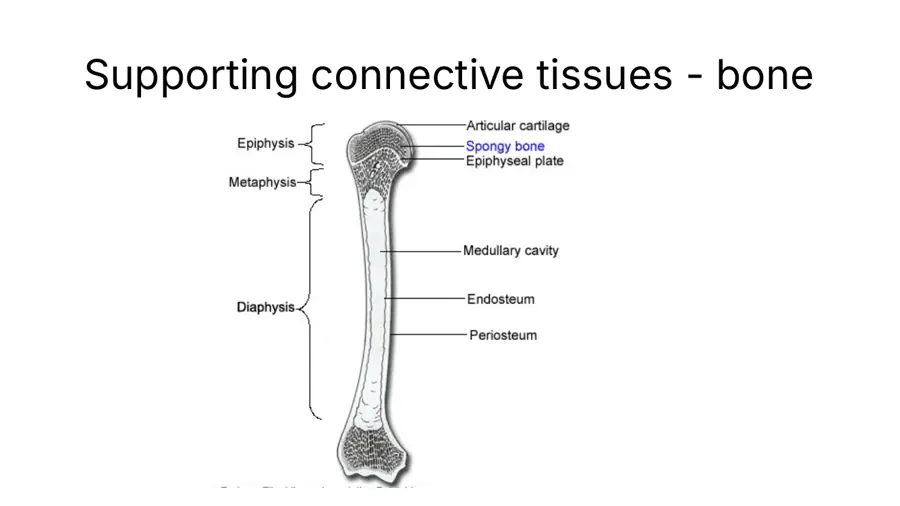 Supporting connective tissues - bone
Articular cartilage
Epiphysis
Spongy bone
Epiphyseal plate
Metaphysis
Medullary cavity
Endosteum
Diaphysis
Periosteum